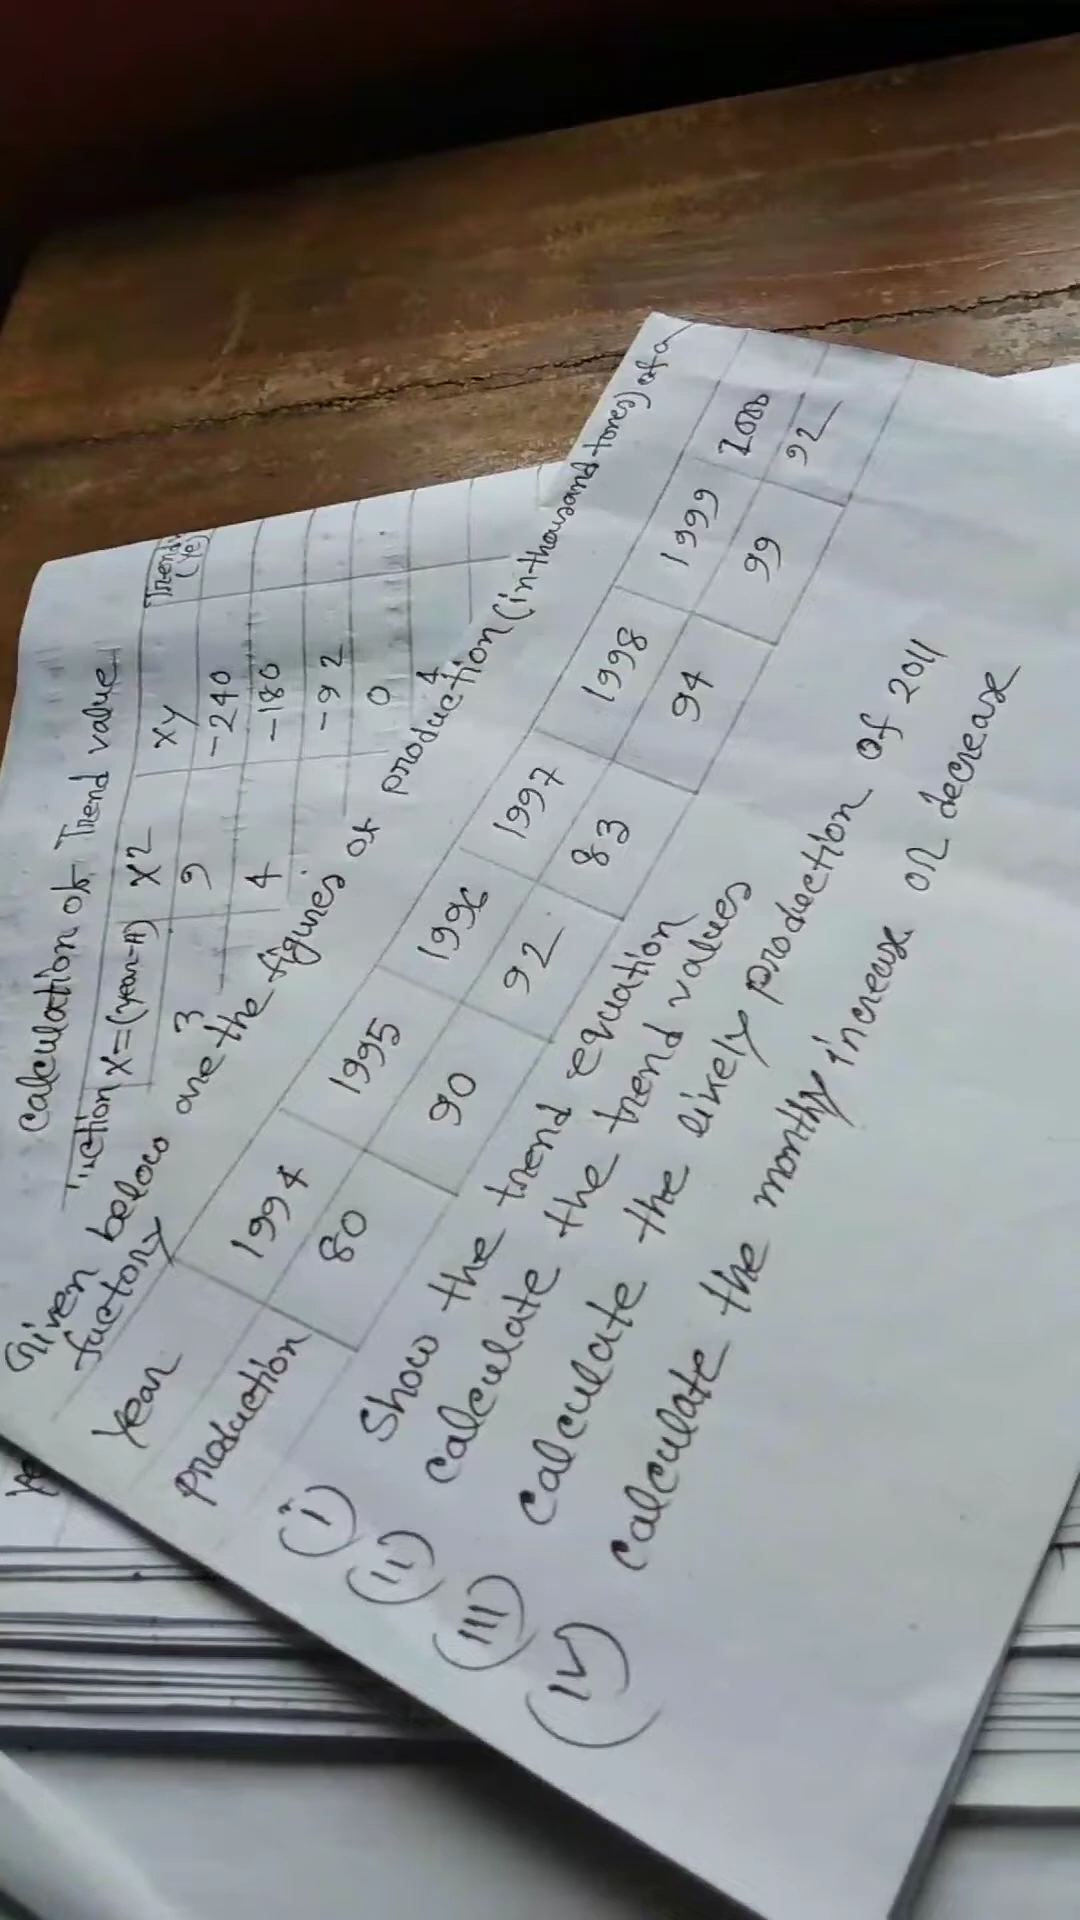 calculation of Trend value
uction x=(year-A) x2 xy Trend (Ye)
3 9 -240
4 -180
-92
0
4
Given below are the figures of production (in thousand tones) of a
factory
Year 1994 1995 1996 1997 1998 1999 2000
production 80 90 92 83 94 99 92
(i) Show the trend equation
(ii) calculate the trend values
(iii) calculate the likely production of 2011
(iv) calculate the monthly increase or decrease